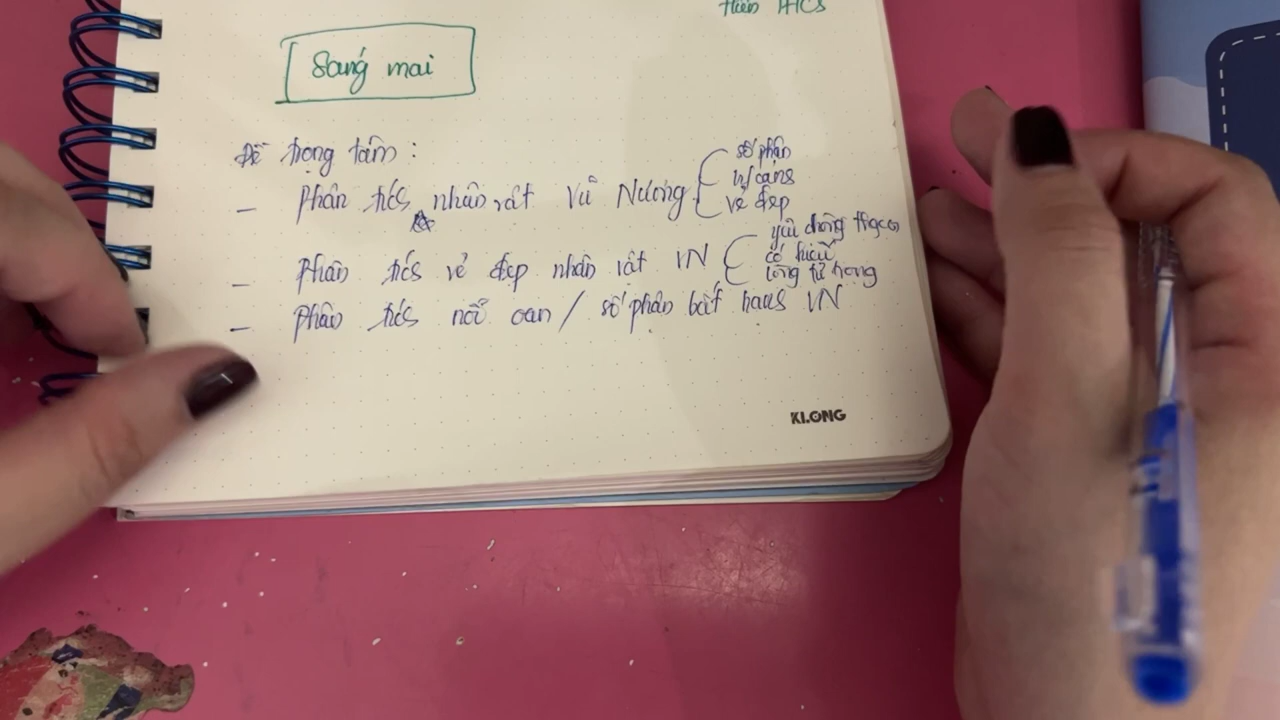 Sáng mai
Đề trọng tâm :
- Phân tích nhân vật Vũ Nương
số phận
vẻ đẹp
- Phân tích vẻ đẹp nhân vật VN
yêu chồng thg con
có hiếu
lòng tự trọng
- Phân tích nỗi oan / số phận bất hạnh VN
KLONG